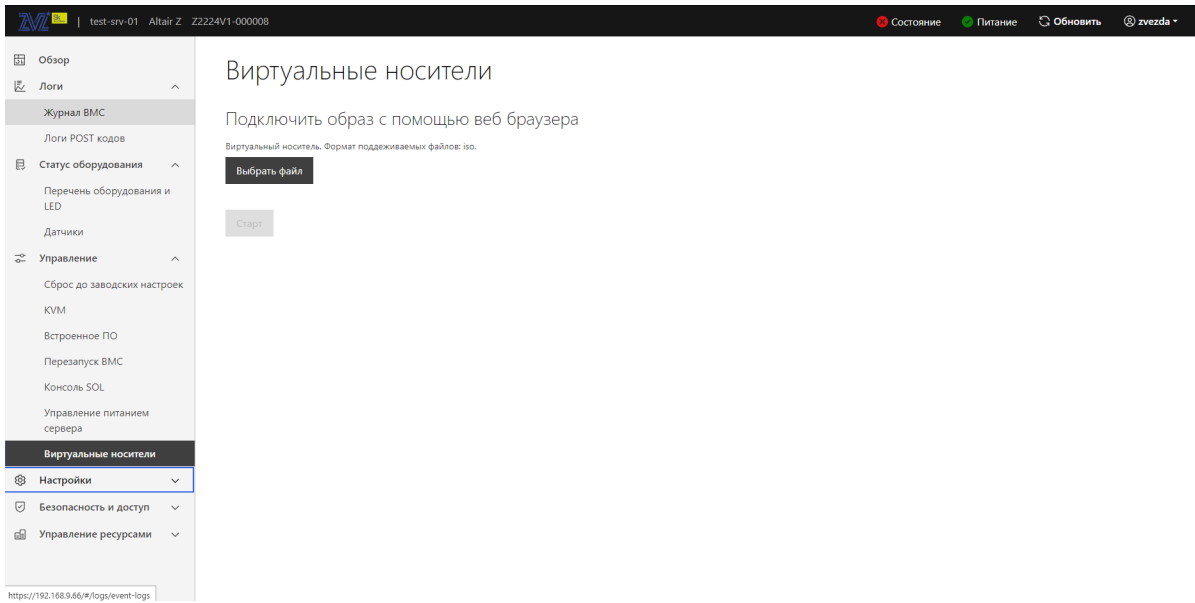 | test-srv-01 Altair Z Z2224V1-000008
Состояние
Питание
Обновить
zvezda
Обзор
Логи
Журнал BMC
Логи POST кодов
Статус оборудования
Перечень оборудования и
LED
Датчики
Управление
Сброс до заводских настроек
KVM
Встроенное ПО
Перезапуск BMC
Консоль SOL
Управление питанием
сервера
Виртуальные носители
Настройки
Безопасность и доступ
Управление ресурсами
https://192.168.9.66/#/logs/event-logs
Виртуальные носители
Подключить образ с помощью веб браузера
Виртуальный носитель. Формат поддеживаемых файлов: iso.
Выбрать файл
Старт